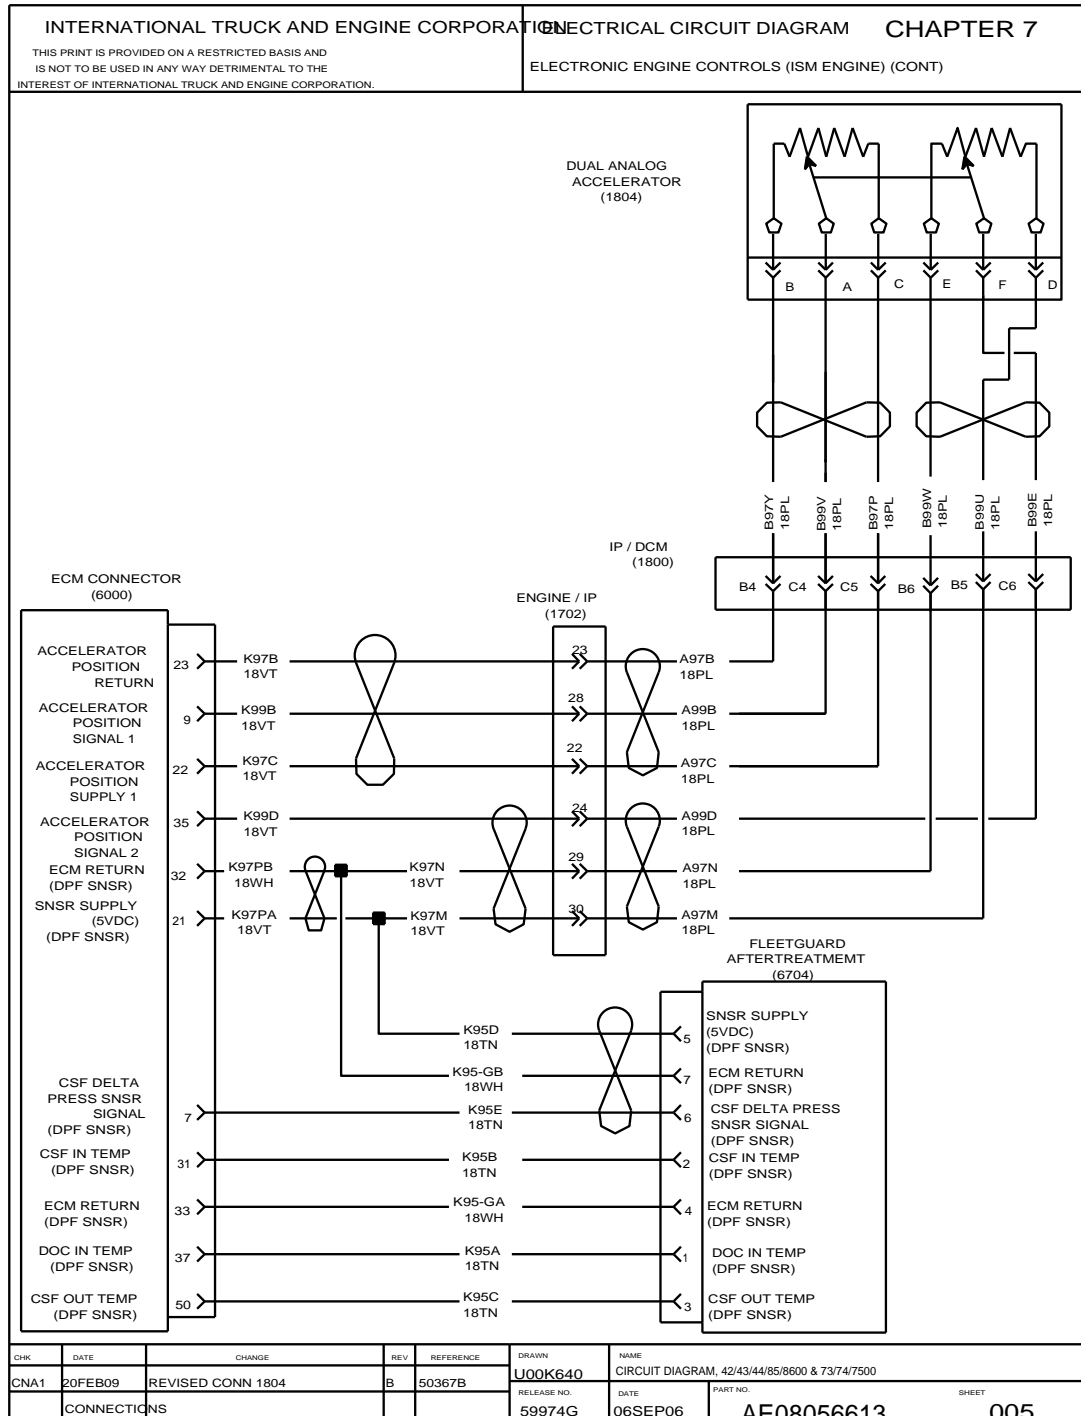 INTERNATIONAL TRUCK AND ENGINE CORPORATION
ELECTRICAL CIRCUIT DIAGRAM
CHAPTER 7
THIS PRINT IS PROVIDED ON A RESTRICTED BASIS AND
IS NOT TO BE USED IN ANY WAY DETRIMENTAL TO THE
INTEREST OF INTERNATIONAL TRUCK AND ENGINE CORPORATION.
ELECTRONIC ENGINE CONTROLS (ISM ENGINE) (CONT)
DUAL ANALOG
ACCELERATOR
(1804)
B A C E F D
B97Y
18PL
B99V
18PL
B97P
18PL
B99W
18PL
B99U
18PL
B99E
18PL
IP / DCM
(1800)
B4 C4 C5 B6 B5 C6
ECM CONNECTOR
(6000)
ENGINE / IP
(1702)
ACCELERATOR
POSITION
RETURN
23
K97B
18VT
23
A97B
18PL
ACCELERATOR
POSITION
SIGNAL 1
9
K99B
18VT
28
A99B
18PL
ACCELERATOR
POSITION
SUPPLY 1
22
K97C
18VT
22
A97C
18PL
ACCELERATOR
POSITION
SIGNAL 2
35
K99D
18VT
24
A99D
18PL
ECM RETURN
(DPF SNSR)
32
K97PB
18WH
K97N
18VT
29
A97N
18PL
SNSR SUPPLY
(5VDC)
(DPF SNSR)
21
K97PA
18VT
K97M
18VT
30
A97M
18PL
FLEETGUARD
AFTERTREATMEMT
(6704)
K95D
18TN
5
SNSR SUPPLY
(5VDC)
(DPF SNSR)
K95-GB
18WH
7
ECM RETURN
(DPF SNSR)
CSF DELTA
PRESS SNSR
SIGNAL
(DPF SNSR)
7
K95E
18TN
6
CSF DELTA PRESS
SNSR SIGNAL
(DPF SNSR)
CSF IN TEMP
(DPF SNSR)
31
K95B
18TN
2
CSF IN TEMP
(DPF SNSR)
ECM RETURN
(DPF SNSR)
33
K95-GA
18WH
4
ECM RETURN
(DPF SNSR)
DOC IN TEMP
(DPF SNSR)
37
K95A
18TN
1
DOC IN TEMP
(DPF SNSR)
CSF OUT TEMP
(DPF SNSR)
50
K95C
18TN
3
CSF OUT TEMP
(DPF SNSR)
CHK DATE CHANGE REV REFERENCE
CNA1 20FEB09 REVISED CONN 1804 B 50367B
CONNECTIONS
DRAWN
U00K640
NAME
CIRCUIT DIAGRAM, 42/43/44/85/8600 & 73/74/7500
RELEASE NO.
59974G
DATE
06SEP06
PART NO.
AE08056613
SHEET
005